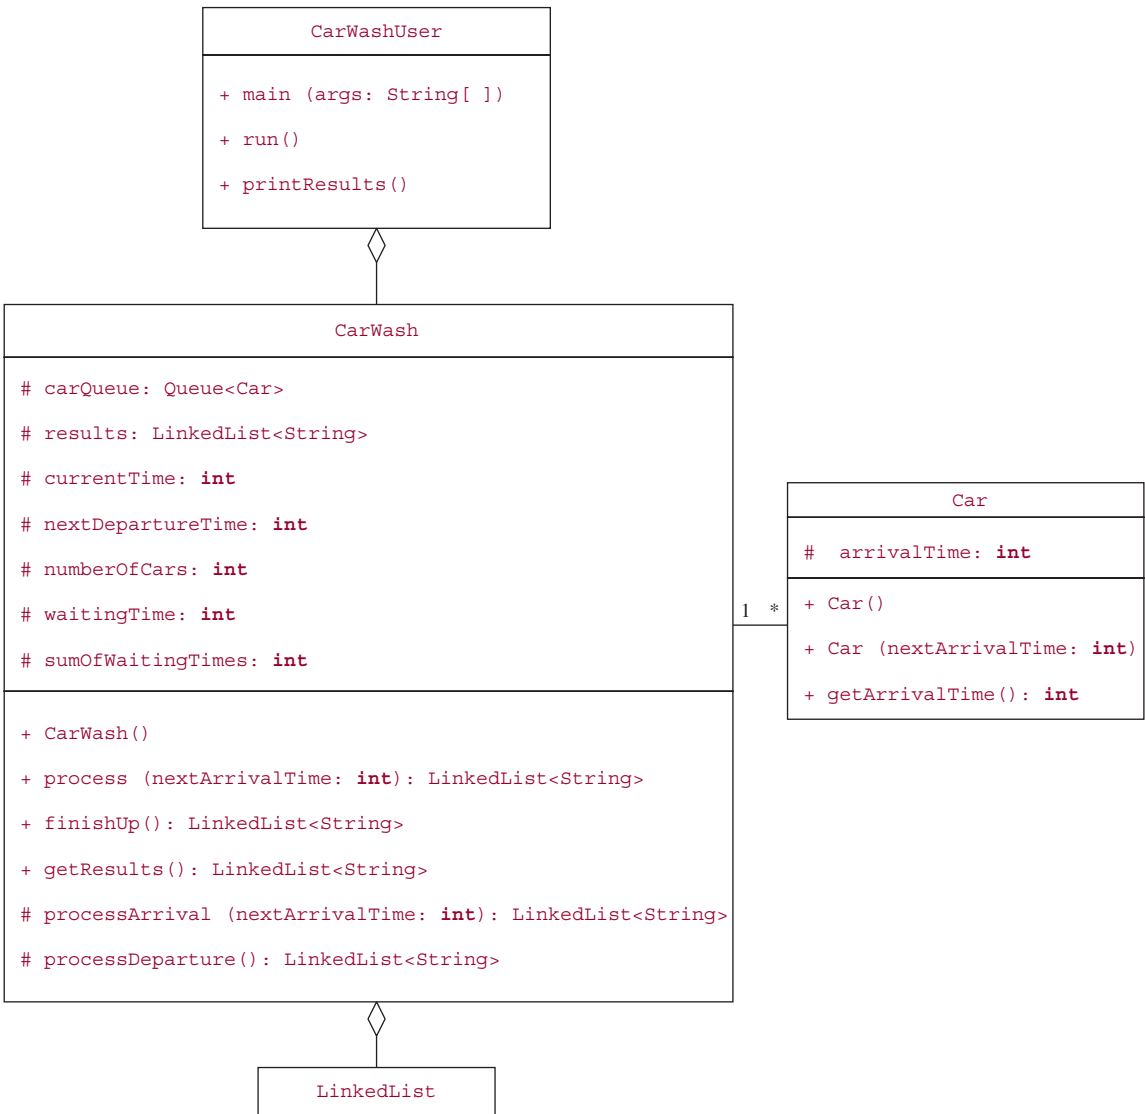 CarWashUser
+ main (args: String[ ])
+ run()
+ printResults()
CarWash
# carQueue: Queue<Car>
# results: LinkedList<String>
# currentTime: int
# nextDepartureTime: int
# numberOfCars: int
# waitingTime: int
# sumOfWaitingTimes: int
+ CarWash()
+ process (nextArrivalTime: int): LinkedList<String>
+ finishUp(): LinkedList<String>
+ getResults(): LinkedList<String>
# processArrival (nextArrivalTime: int): LinkedList<String>
# processDeparture(): LinkedList<String>
1 *
Car
# arrivalTime: int
+ Car()
+ Car (nextArrivalTime: int)
+ getArrivalTime(): int
LinkedList